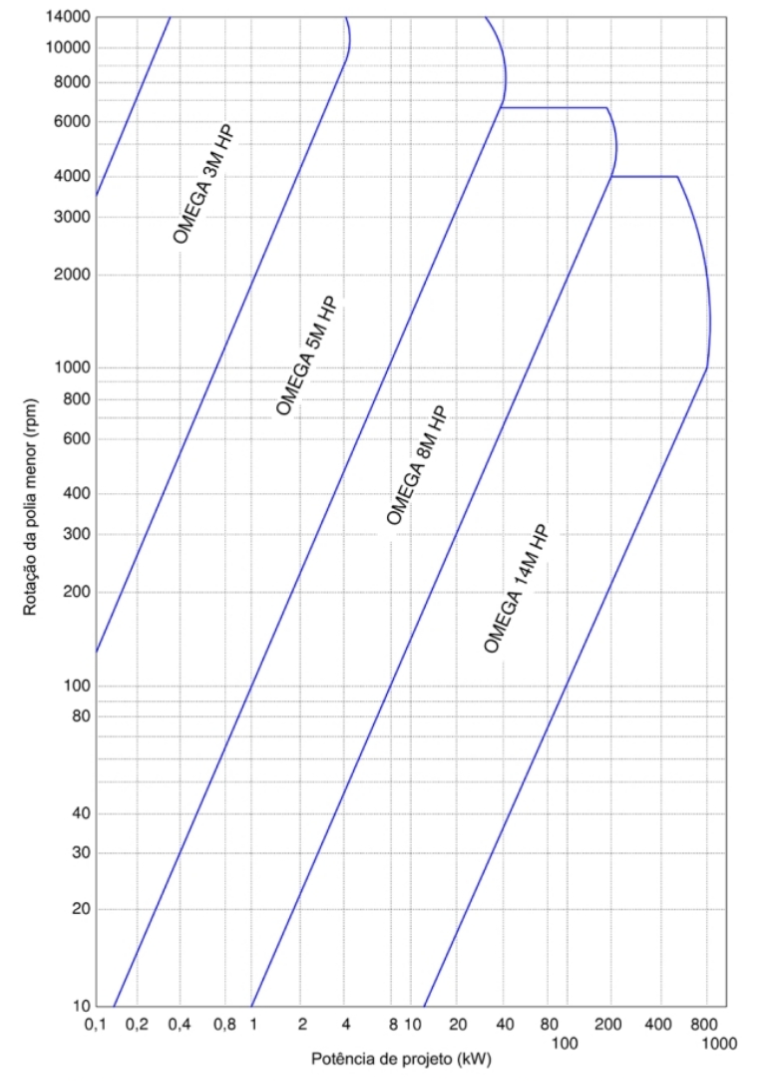 14000
10000
8000
6000
4000
3000
2000
1000
800
600
400
300
200
100
80
40
30
20
10
Rotação da polia menor (rpm)
OMEGA 3M HP
OMEGA 5M HP
OMEGA 8M HP
OMEGA 14M HP
0,1 0,2 0,4 0,8 1 2 4 8 10 20 40 80 200 400 800
100 1000
Potência de projeto (kW)